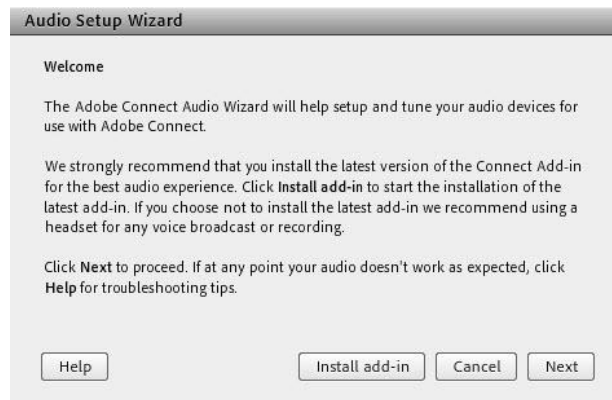 Audio Setup Wizard
Welcome
The Adobe Connect Audio Wizard will help setup and tune your audio devices for
use with Adobe Connect.
We strongly recommend that you install the latest version of the Connect Add-in
for the best audio experience. Click Install add-in to start the installation of the
latest add-in. If you choose not to install the latest add-in we recommend using a
headset for any voice broadcast or recording.
Click Next to proceed. If at any point your audio doesn't work as expected, click
Help for troubleshooting tips.
Help Install add-in Cancel Next